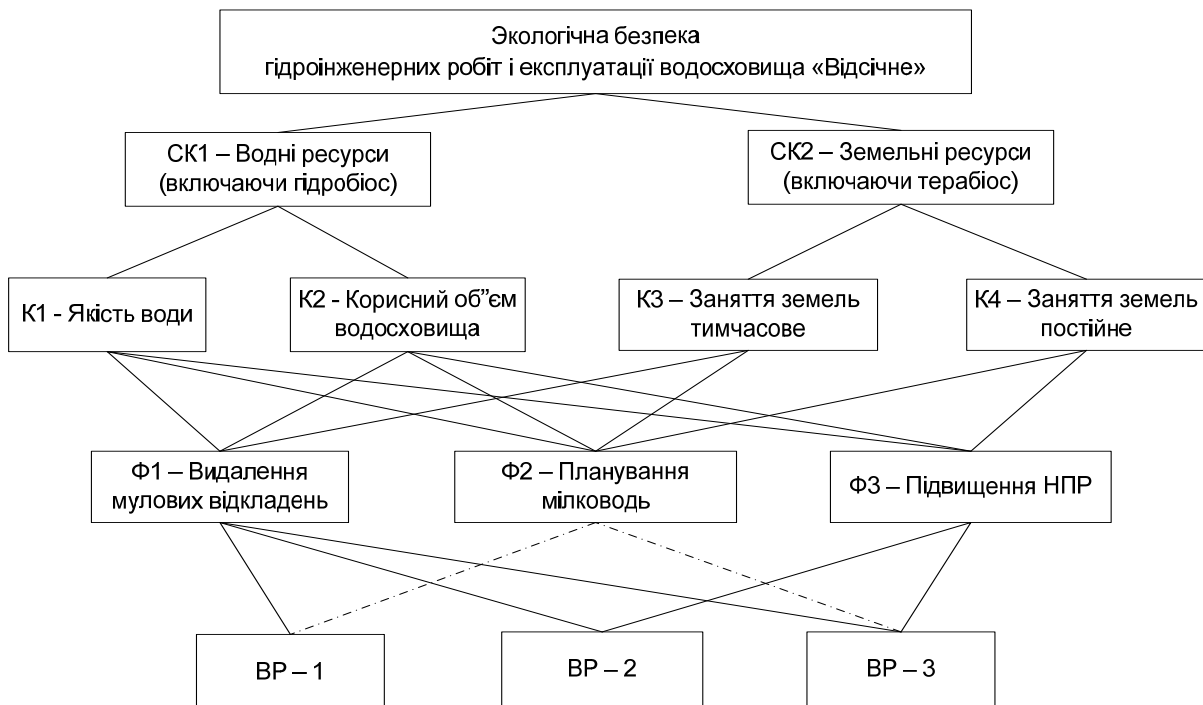 Экологічна безпека
гідроінженерних робіт і експлуатації водосховища «Відсічне»
СК1 – Водні ресурси
(включаючи гідробіос)
СК2 – Земельні ресурси
(включаючи терабіос)
К1 - Якість води
К2 - Корисний об"єм
водосховища
К3 – Заняття земель
тимчасове
К4 – Заняття земель
постійне
Ф1 – Видалення
мулових відкладень
Ф2 – Планування
мілководь
Ф3 – Підвищення НПР
ВР – 1
ВР – 2
ВР – 3